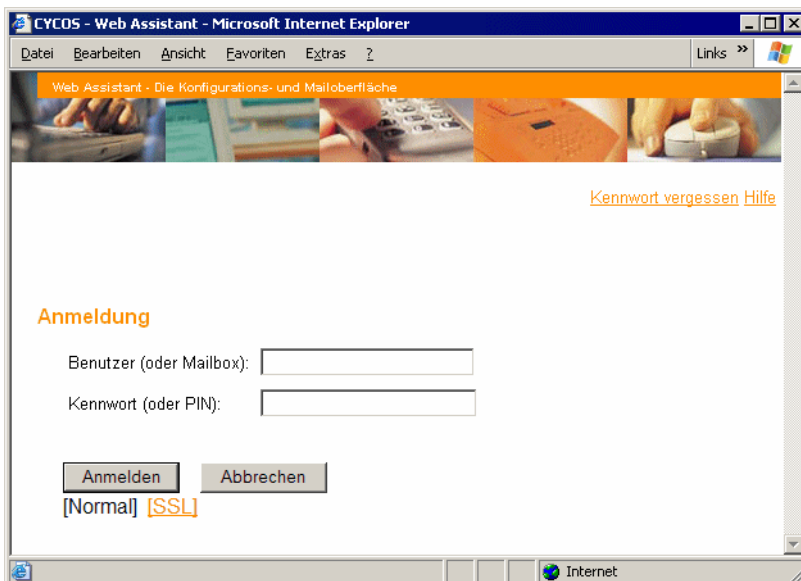 CYCOS - Web Assistant - Microsoft Internet Explorer
Datei Bearbeiten Ansicht Favoriten Extras ? Links »
Web Assistant - Die Konfigurations- und Mailoberfläche
Kennwort vergessen Hilfe
Anmeldung
Benutzer (oder Mailbox):
Kennwort (oder PIN):
Anmelden Abbrechen
[Normal] [SSL]
Internet